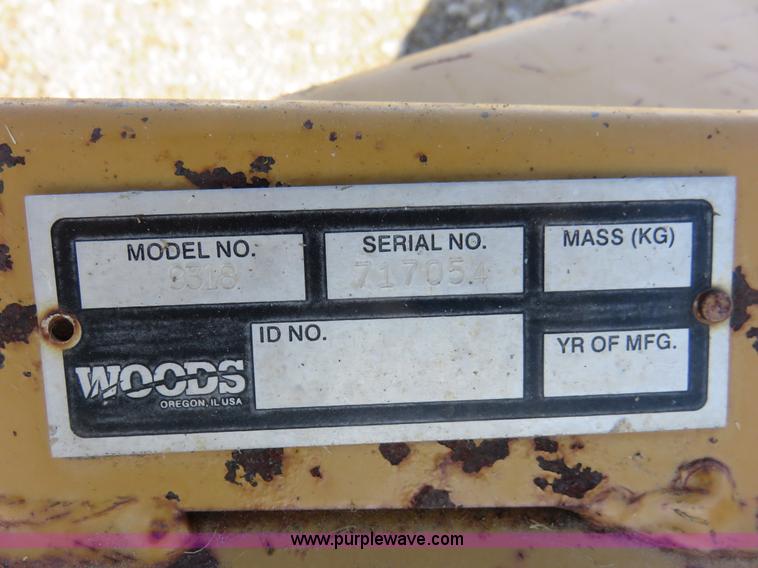 MODEL NO.
9318
SERIAL NO.
717054
MASS (KG)
WOODS
OREGON, IL USA
ID NO.
YR OF MFG.
www.purplewave.com